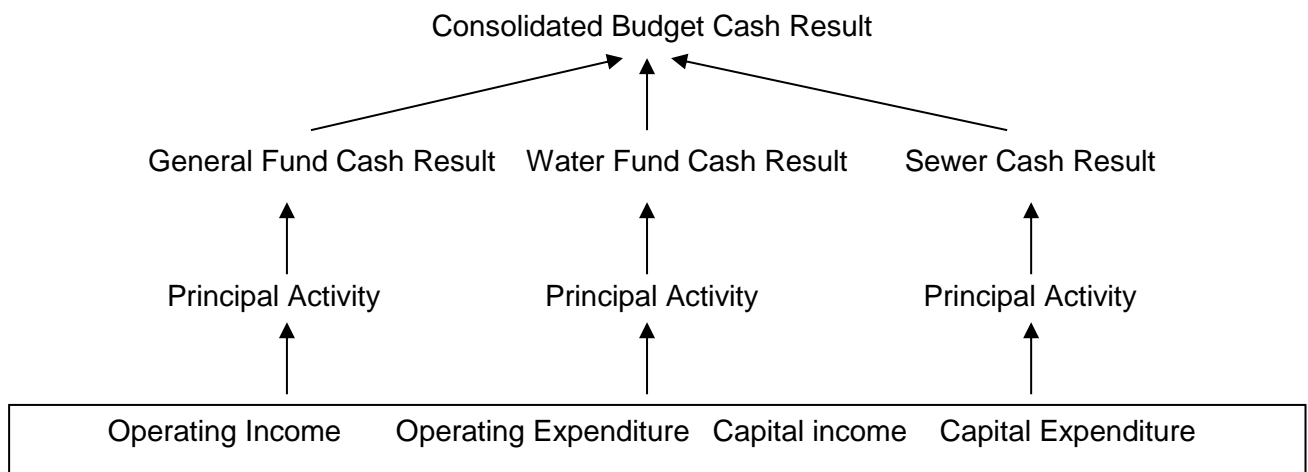 Consolidated Budget Cash Result
General Fund Cash Result Water Fund Cash Result Sewer Cash Result
Principal Activity Principal Activity Principal Activity
Operating Income Operating Expenditure Capital income Capital Expenditure